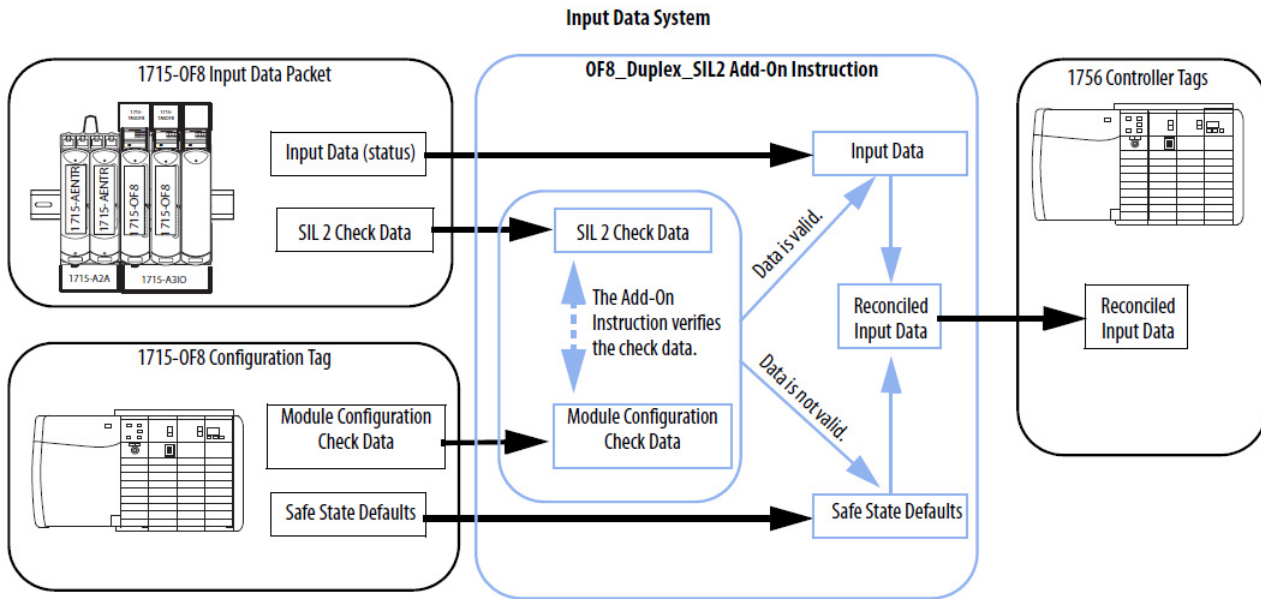 Input Data System
1715-OF8 Input Data Packet
1715-AENTR
1715-AENTR
1715-OF8
1715-OF8
1715-A2A
1715-A3IO
Input Data (status)
SIL 2 Check Data
1715-OF8 Configuration Tag
Module Configuration
Check Data
Safe State Defaults
OF8_Duplex_SIL2 Add-On Instruction
SIL 2 Check Data
The Add-On
Instruction verifies
the check data.
Module Configuration
Check Data
Data is valid.
Data is not valid.
Input Data
Reconciled
Input Data
Safe State Defaults
1756 Controller Tags
Reconciled
Input Data